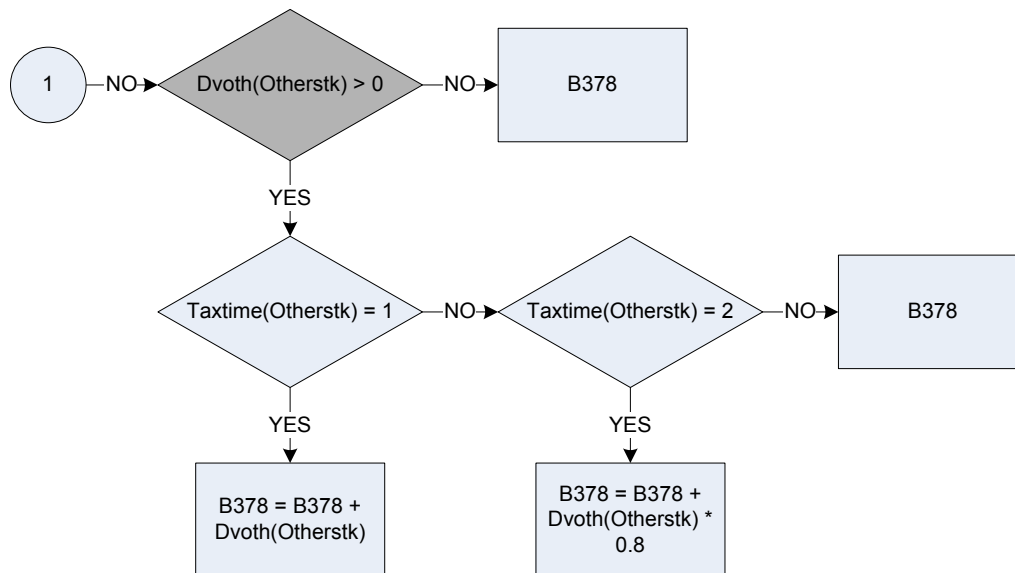 1
NO
Dvoth(Otherstk) > 0
NO
B378
YES
Taxtime(Otherstk) = 1
NO
Taxtime(Otherstk) = 2
NO
B378
YES
YES
B378 = B378 +
Dvoth(Otherstk)
B378 = B378 +
Dvoth(Otherstk) *
0.8